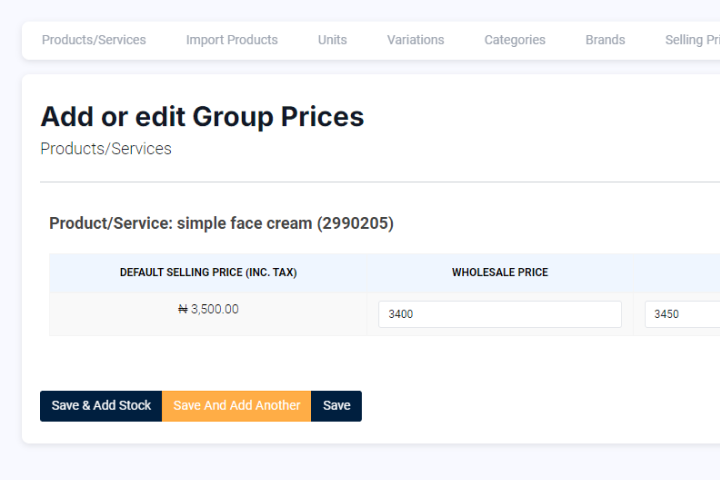 Products/Services Import Products Units Variations Categories Brands Selling
Add or edit Group Prices
Products/Services
Product/Service: simple face cream (2990205)
DEFAULT SELLING PRICE (INC. TAX) WHOLESALE PRICE
₦ 3,500.00 3400 3450
Save & Add Stock Save And Add Another Save